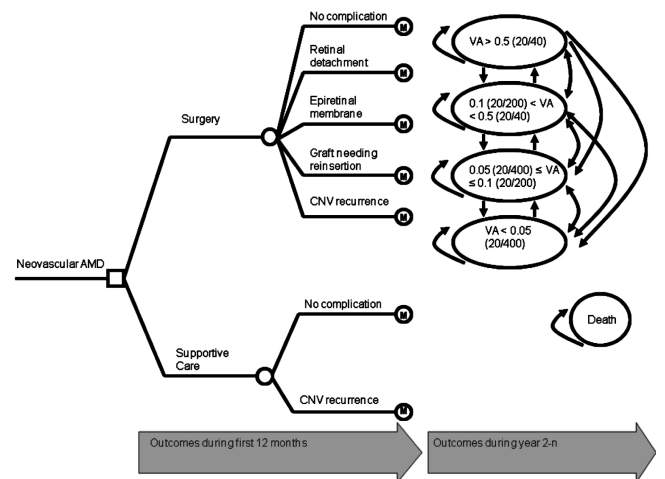 No complication
M
Retinal
detachment
M
Surgery
Epiretinal
membrane
M
Graft needing
reinsertion
M
CNV recurrence
M
Neovascular AMD
No complication
M
Supportive
Care
CNV recurrence
M
VA > 0.5 (20/40)
0.1 (20/200) < VA
< 0.5 (20/40)
0.05 (20/400) ≤ VA
≤ 0.1 (20/200)
VA < 0.05
(20/400)
Death
Outcomes during first 12 months
Outcomes during year 2-n